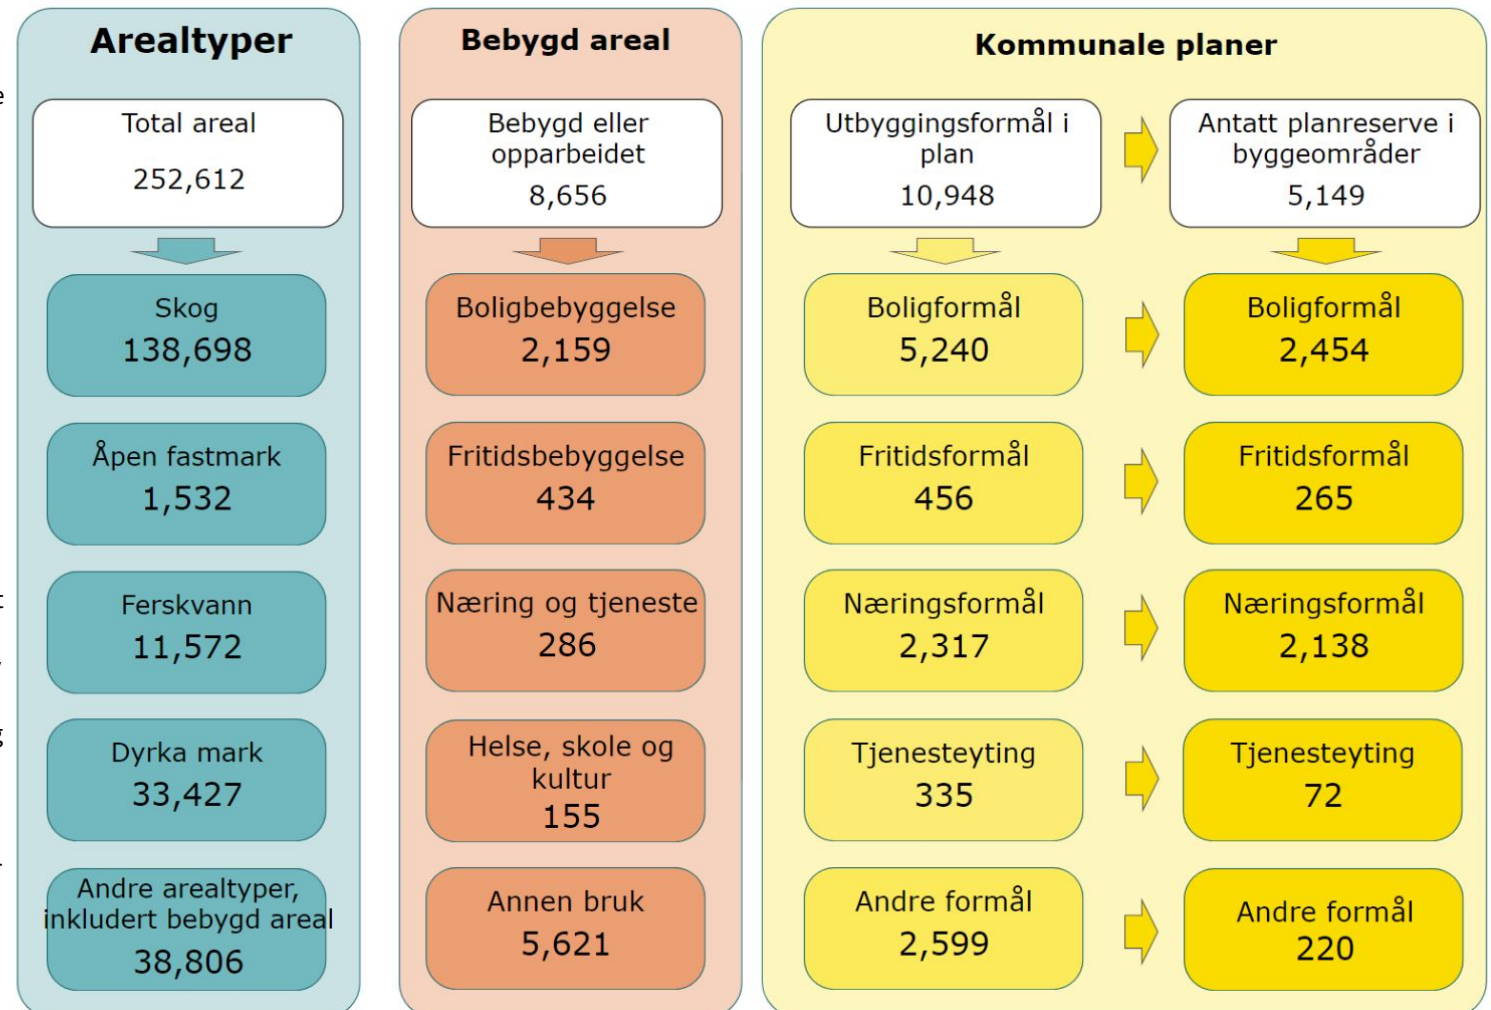 Arealtyper
Total areal
252,612
Skog
138,698
Åpen fastmark
1,532
Ferskvann
11,572
Dyrka mark
33,427
Andre arealtyper,
inkludert bebygd areal
38,806
Bebygd areal
Bebygd eller
opparbeidet
8,656
Boligbebyggelse
2,159
Fritidsbebyggelse
434
Næring og tjeneste
286
Helse, skole og
kultur
155
Annen bruk
5,621
Kommunale planer
Utbyggingsformål i
plan
10,948
Antatt planreserve i
byggeområder
5,149
Boligformål
5,240
Boligformål
2,454
Fritidsformål
456
Fritidsformål
265
Næringsformål
2,317
Næringsformål
2,138
Tjenesteyting
335
Tjenesteyting
72
Andre formål
2,599
Andre formål
220